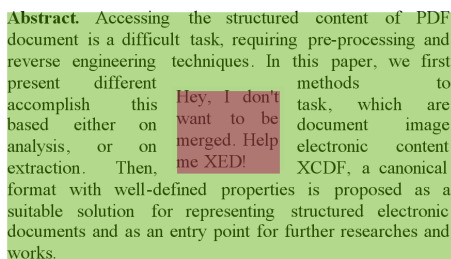 Abstract. Accessing the structured content of PDF
document is a difficult task, requiring pre-processing and
reverse engineering techniques. In this paper, we first
present different methods to
accomplish this task, which are
based either on document image
analysis, or on electronic content
extraction. Then, XCDF, a canonical
format with well-defined properties is proposed as a
suitable solution for representing structured electronic
documents and as an entry point for further researches and
works.
Hey, I don't
want to be
merged. Help
me XED!